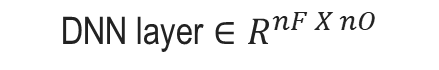 DNN layer ∈ R^{nF X nO}